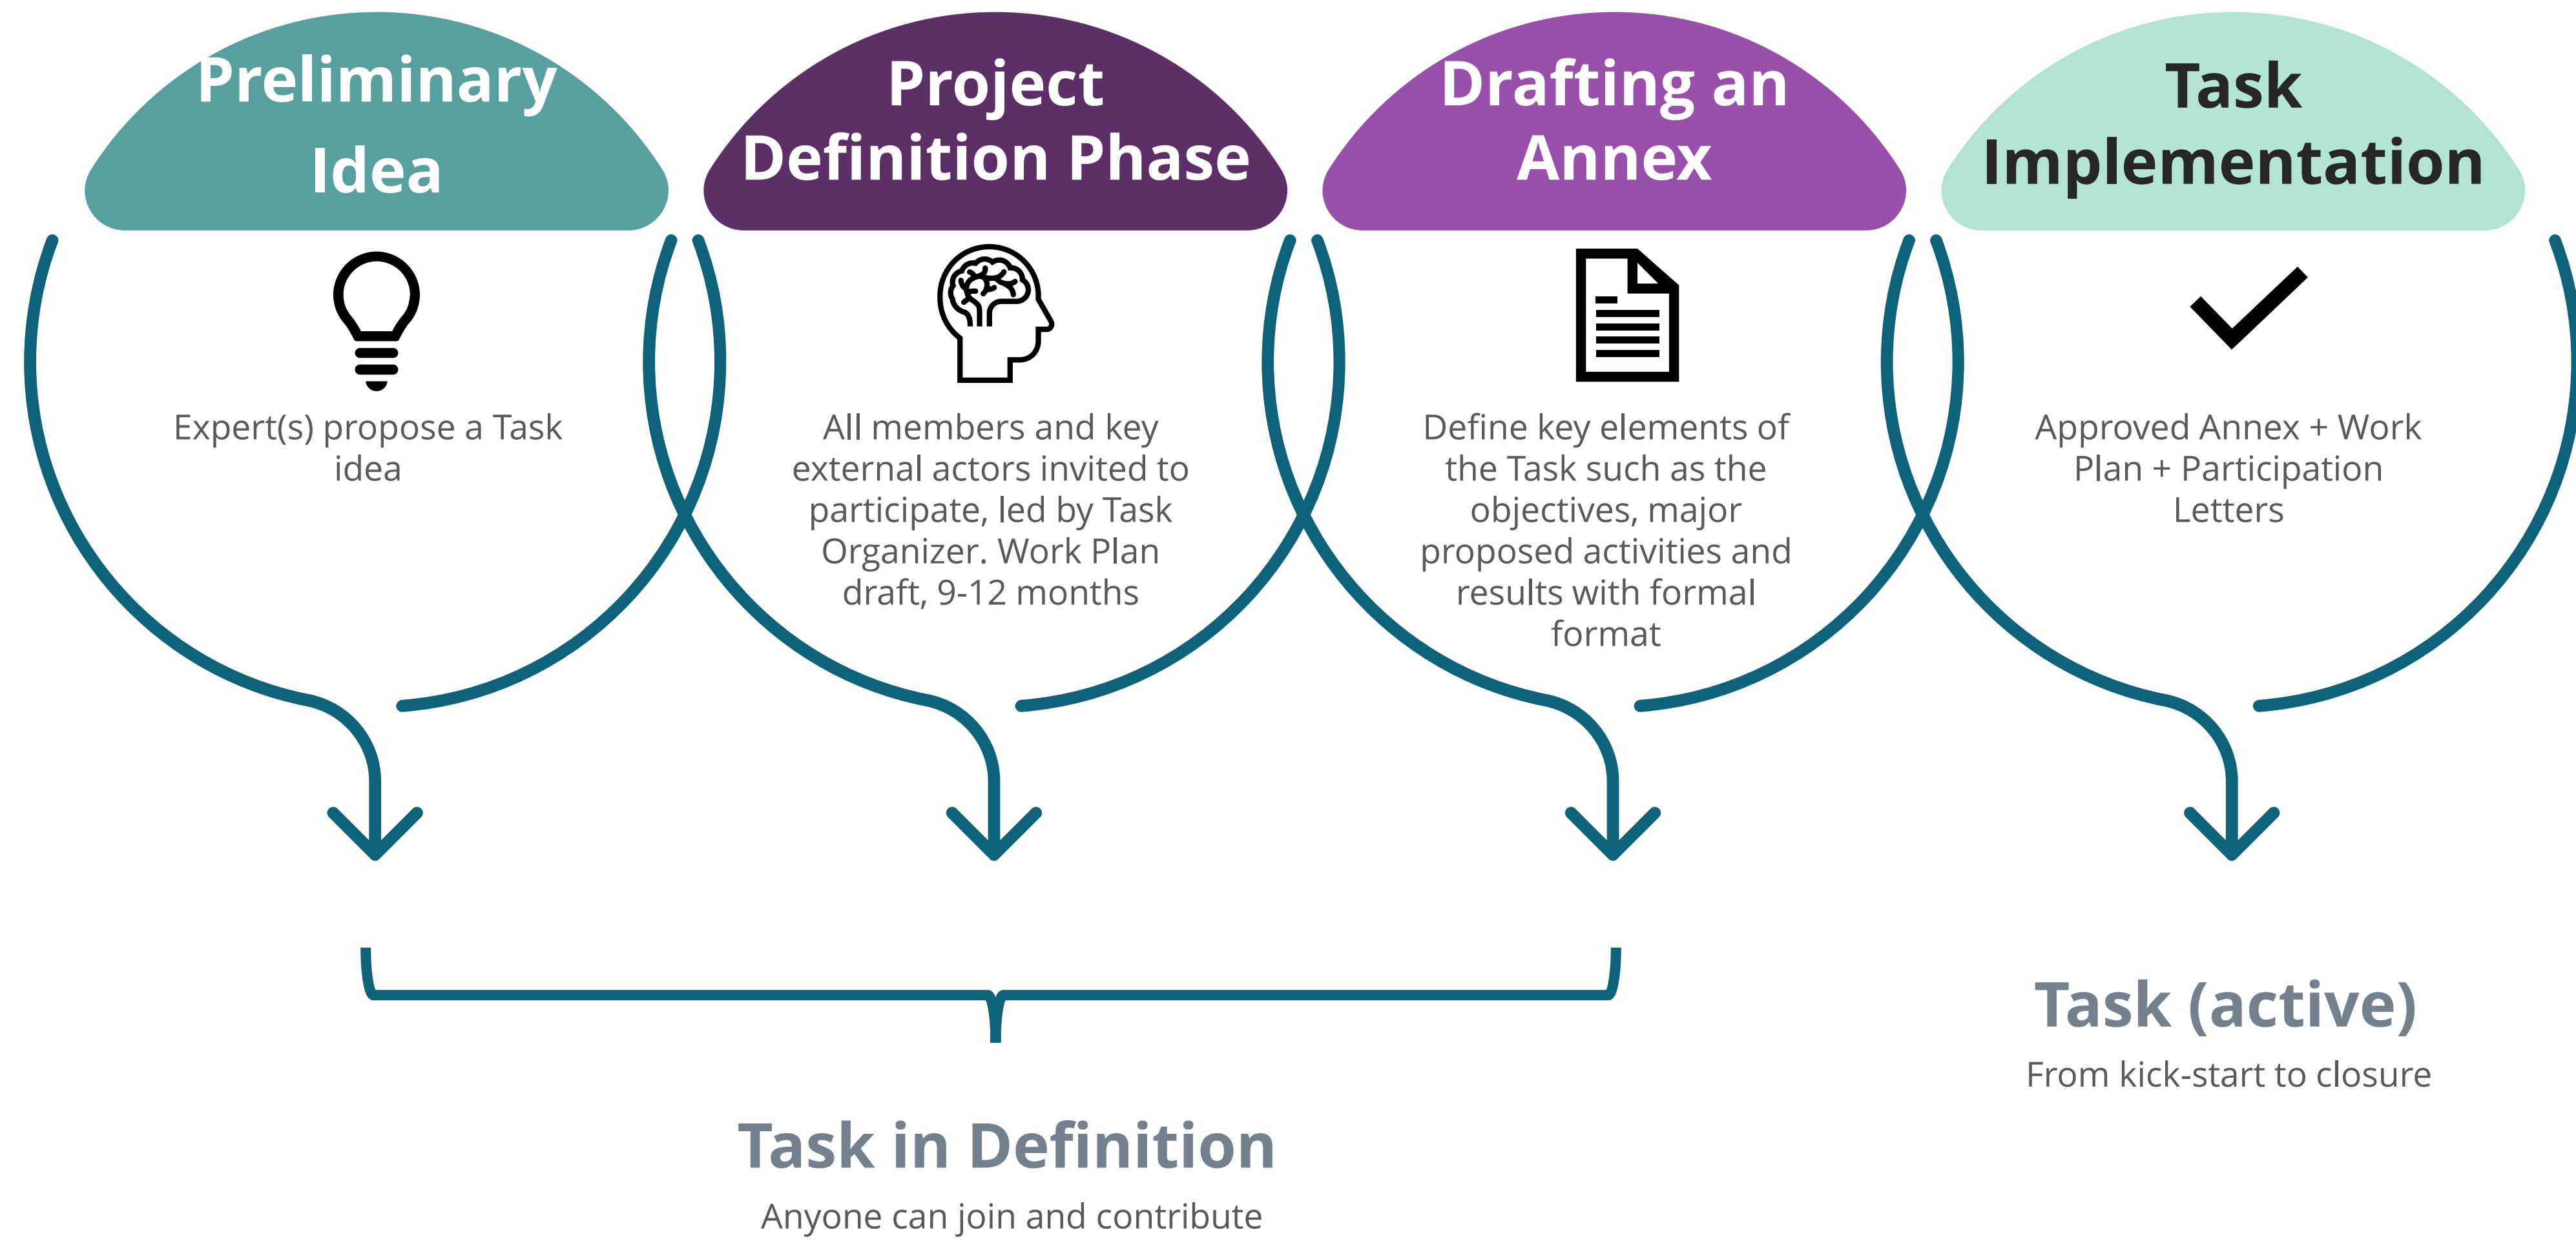 Preliminary
Idea
Expert(s) propose a Task
idea
Project
Definition Phase
All members and key
external actors invited to
participate, led by Task
Organizer. Work Plan
draft, 9-12 months
Drafting an
Annex
Define key elements of
the Task such as the
objectives, major
proposed activities and
results with formal
format
Task
Implementation
Approved Annex + Work
Plan + Participation
Letters
Task in Definition
Anyone can join and contribute
Task (active)
From kick-start to closure